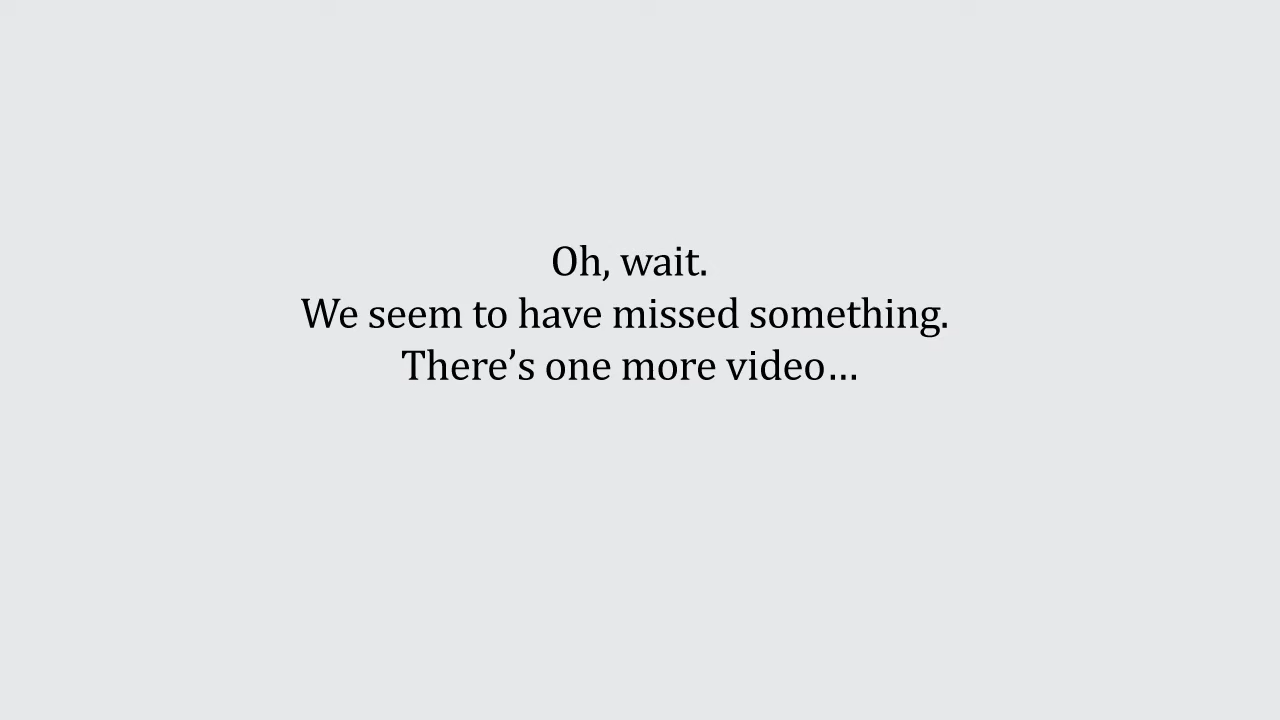 Oh, wait.
We seem to have missed something.
There’s one more video…